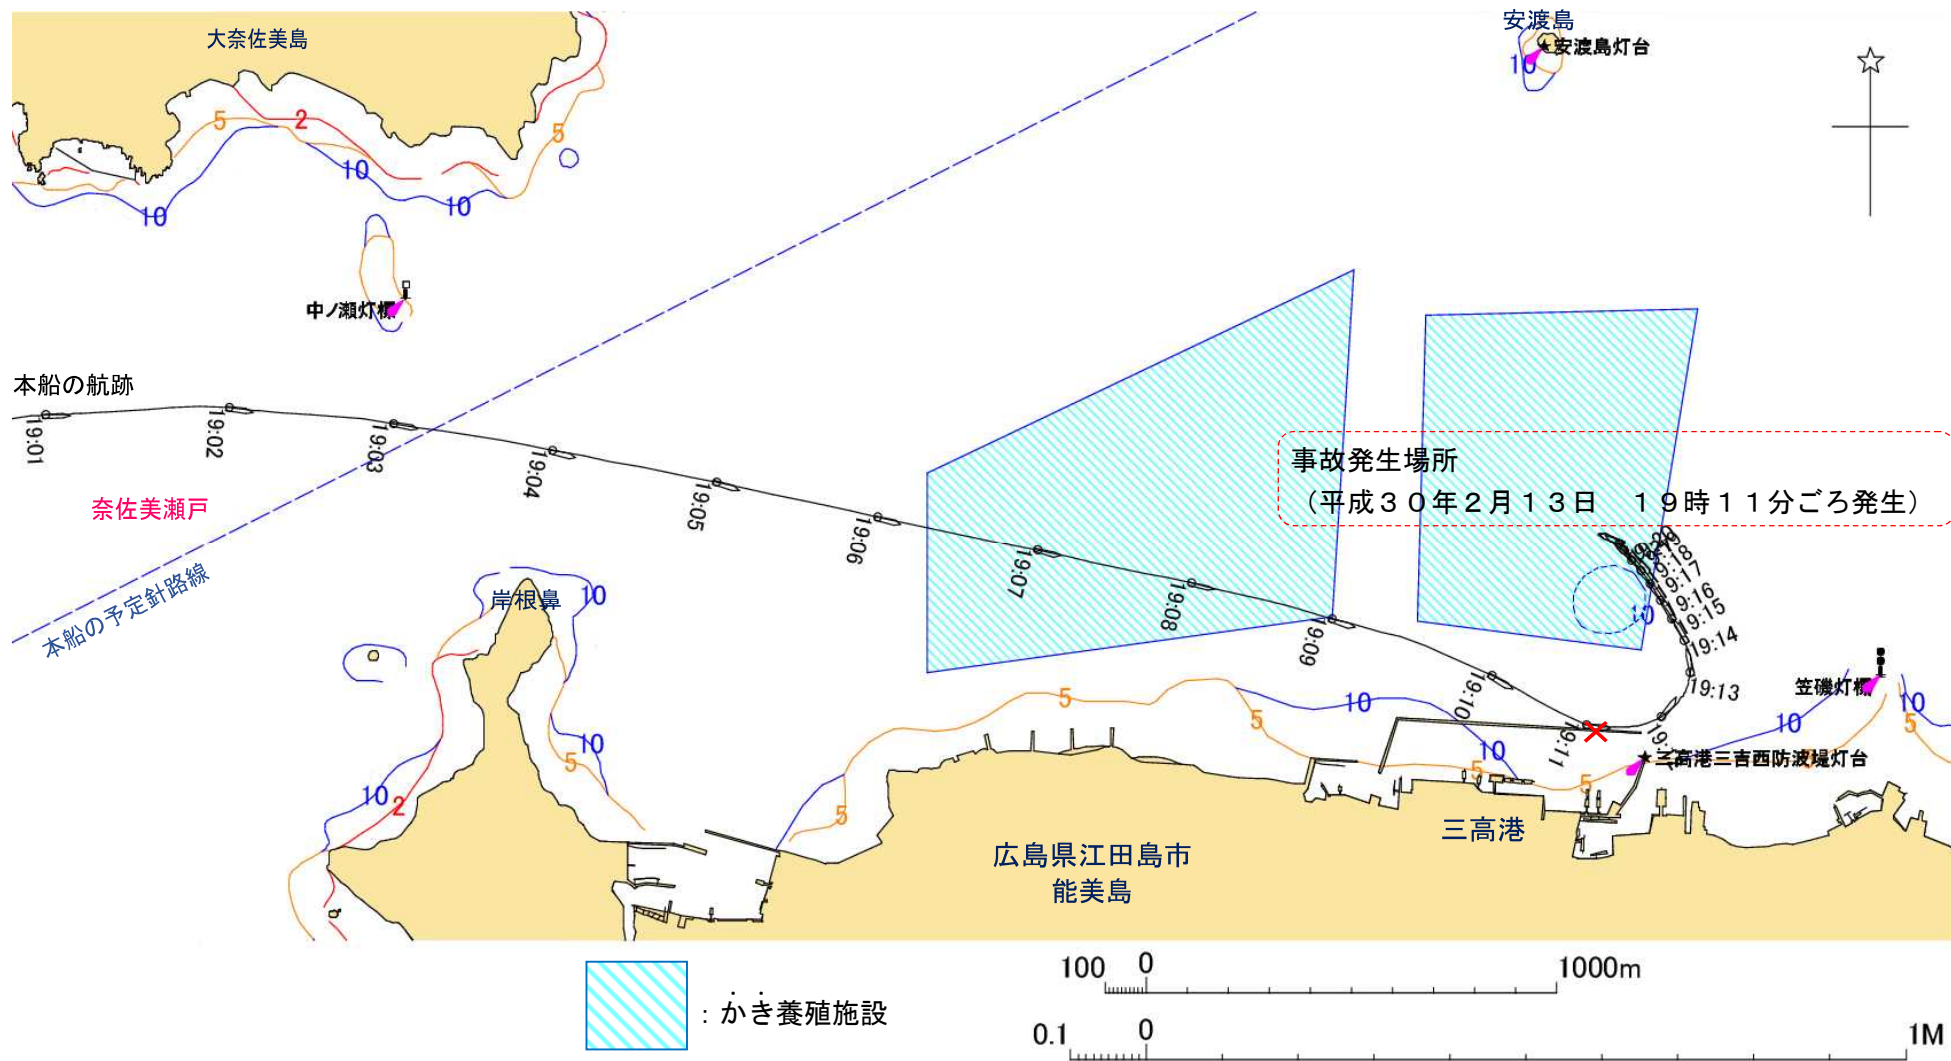 大奈佐美島
安渡島
安渡島灯台
10
5
2
5
10
10
10
中ノ瀬灯標
本船の航跡
19:01
19:02
19:03
19:04
19:05
19:06
19:07
19:08
19:09
19:10
19:11
19:13
19:14
19:15
9:16
9:17
奈佐美瀬戸
本船の予定針路線
事故発生場所
（平成３０年２月１３日　１９時１１分ごろ発生）
岸根鼻
10
10
笠磯灯標
10
5
10
5
10
5
10
5
5
10
5
10
2
5
三高港三吉西防波堤灯台
三高港
広島県江田島市
能美島
：かき養殖施設
100 0 1000m
0.1 0 1M